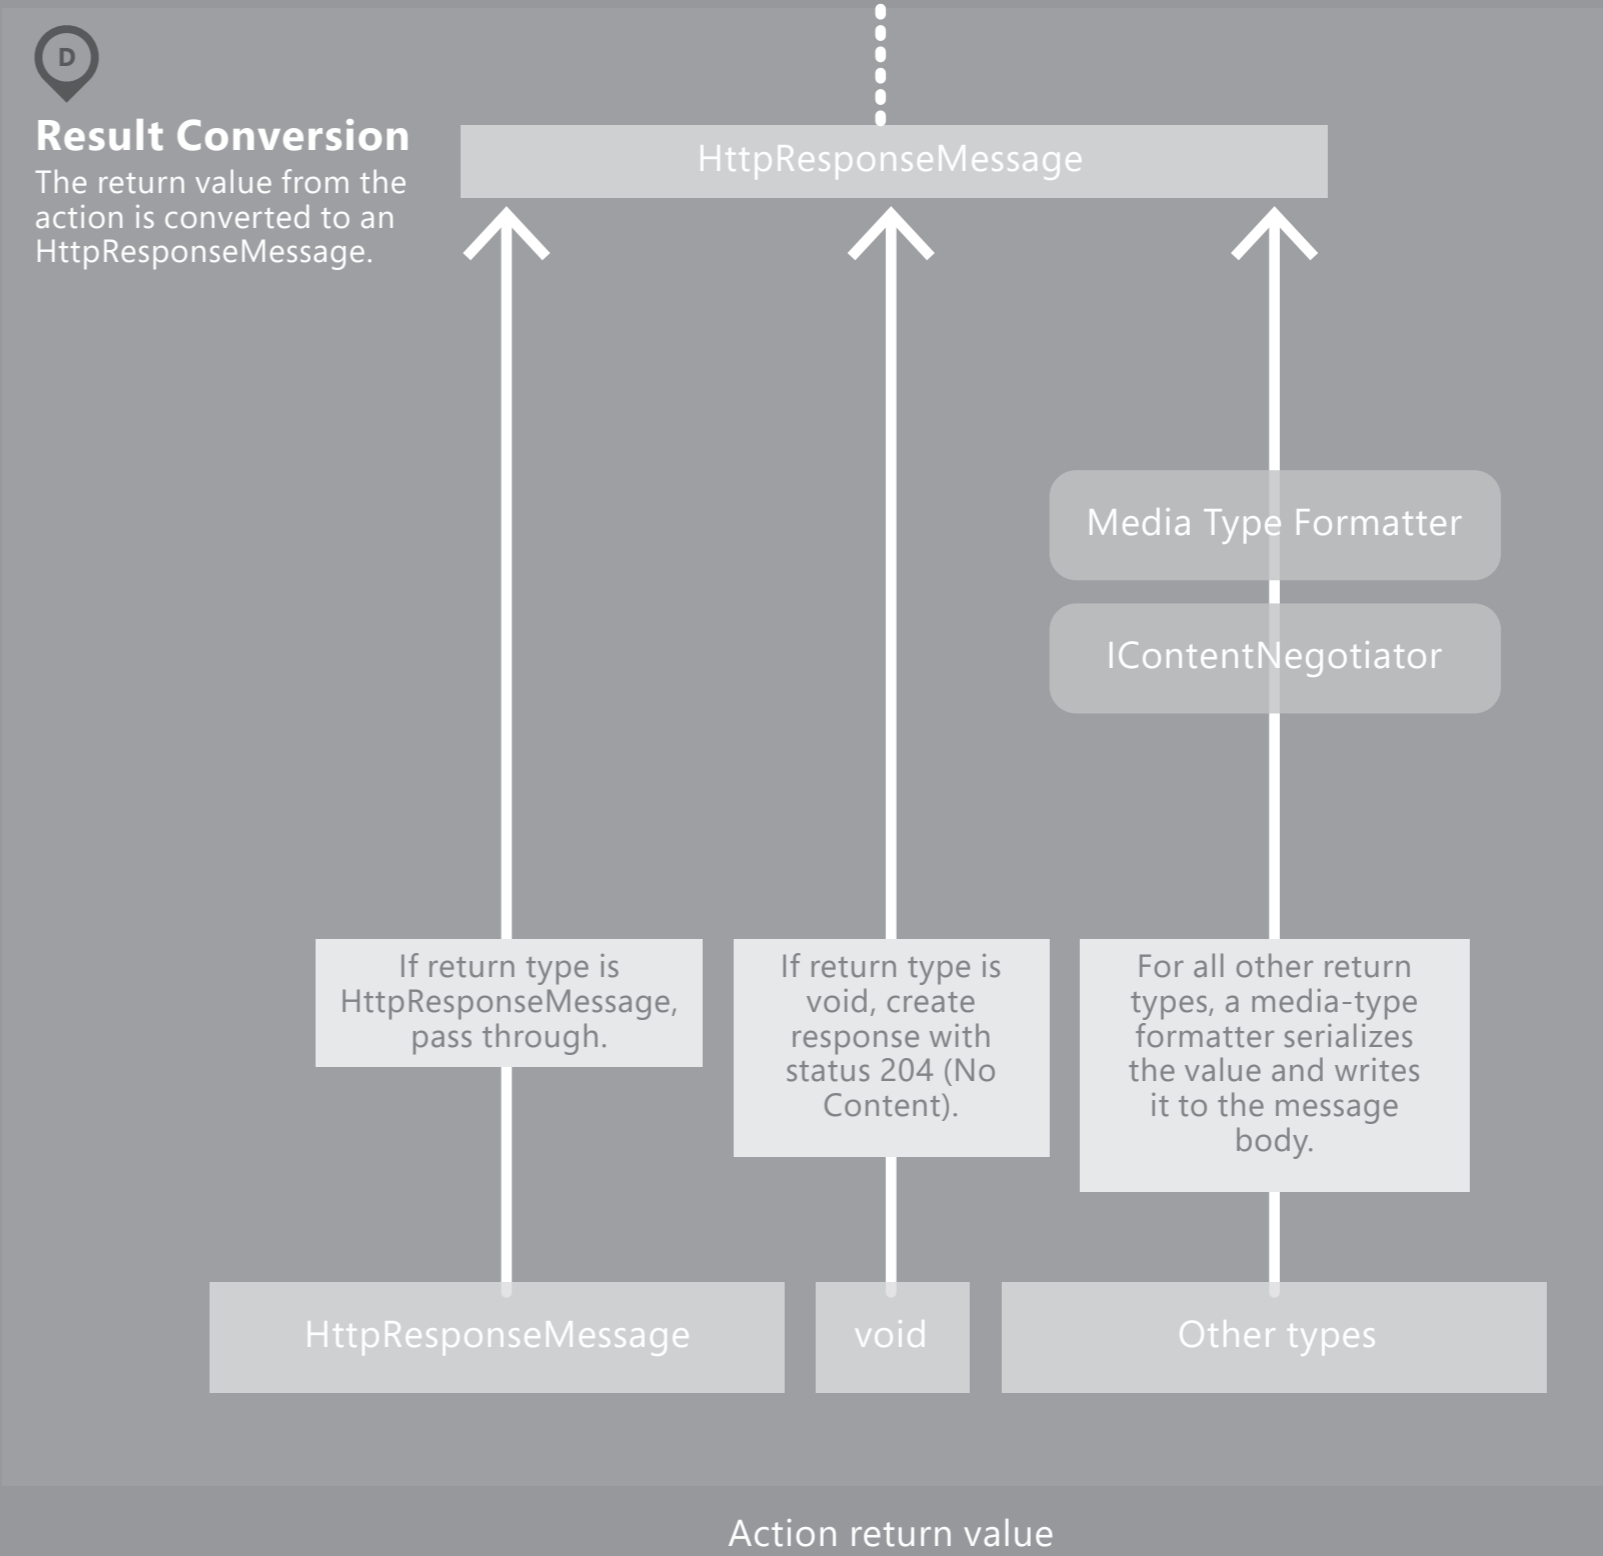 D
Result Conversion
The return value from the
action is converted to an
HttpResponseMessage.
HttpResponseMessage
Media Type Formatter
IContentNegotiator
If return type is
HttpResponseMessage,
pass through.
If return type is
void, create
response with
status 204 (No
Content).
For all other return
types, a media-type
formatter serializes
the value and writes
it to the message
body.
HttpResponseMessage
void
Other types
Action return value